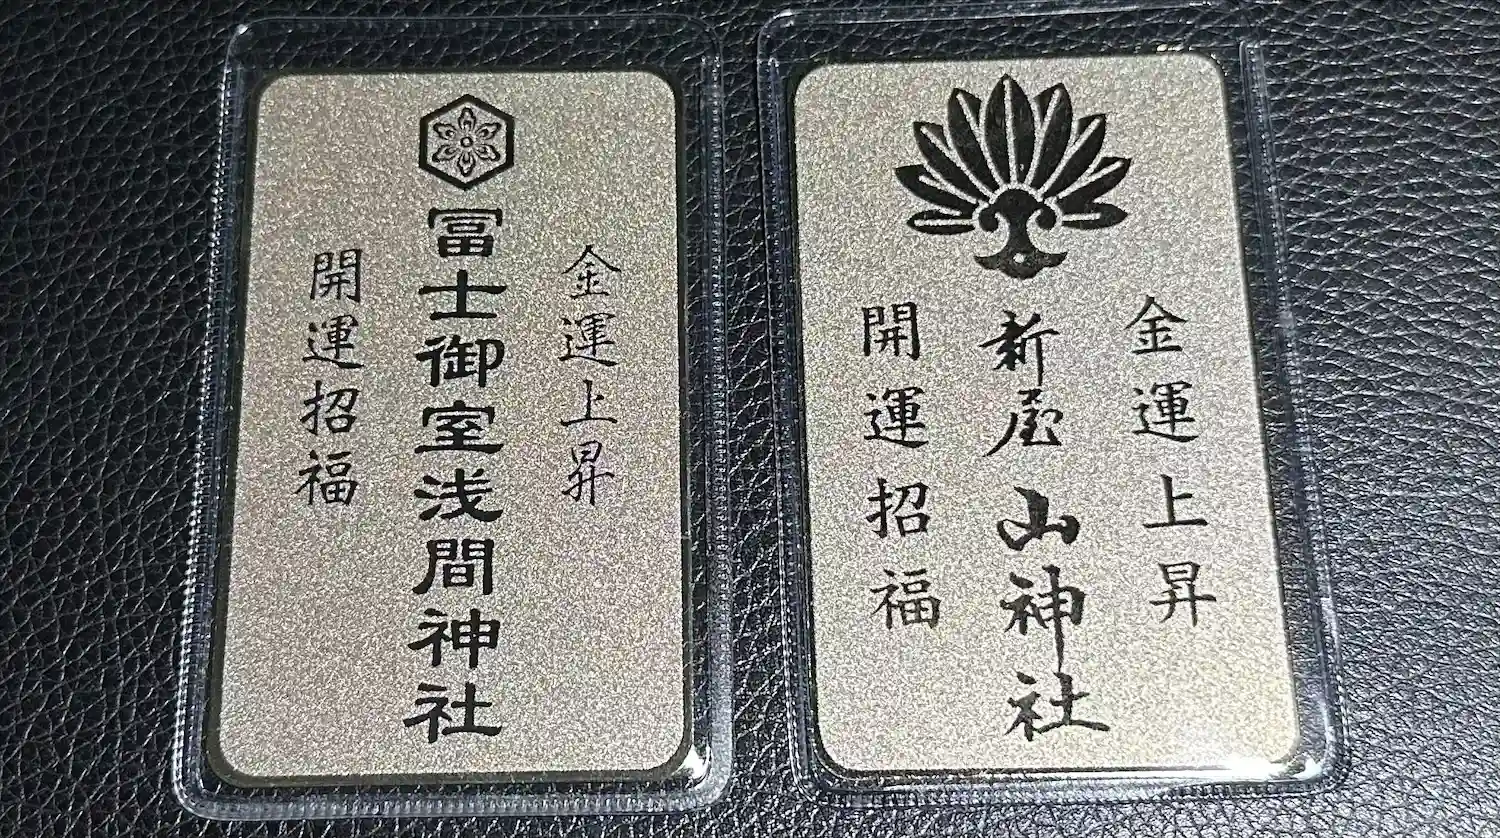 金運上昇
冨士御室浅間神社
開運招福
金運上昇
新屋山神社
開運招福